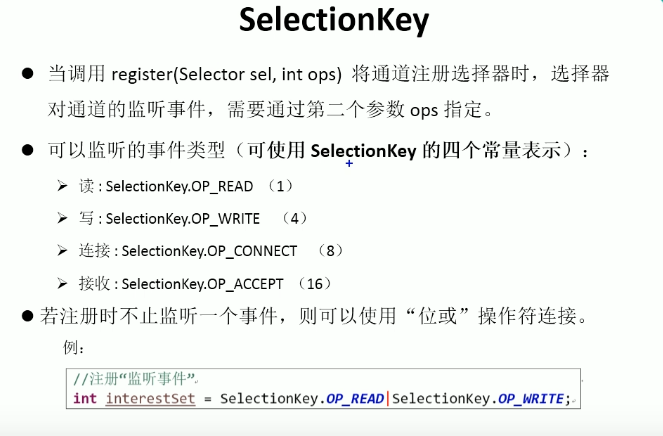 SelectionKey
● 当调用 register(Selector sel, int ops) 将通道注册选择器时，选择器
对通道的监听事件，需要通过第二个参数 ops 指定。
● 可以监听的事件类型（可使用 SelectionKey 的四个常量表示）：
➢ 读 : SelectionKey.OP_READ （1）
➢ 写 : SelectionKey.OP_WRITE （4）
➢ 连接 : SelectionKey.OP_CONNECT （8）
➢ 接收 : SelectionKey.OP_ACCEPT （16）
● 若注册时不止监听一个事件，则可以使用“位或”操作符连接。
例：
//注册“监听事件”
int interestSet = SelectionKey.OP_READ|SelectionKey.OP_WRITE;